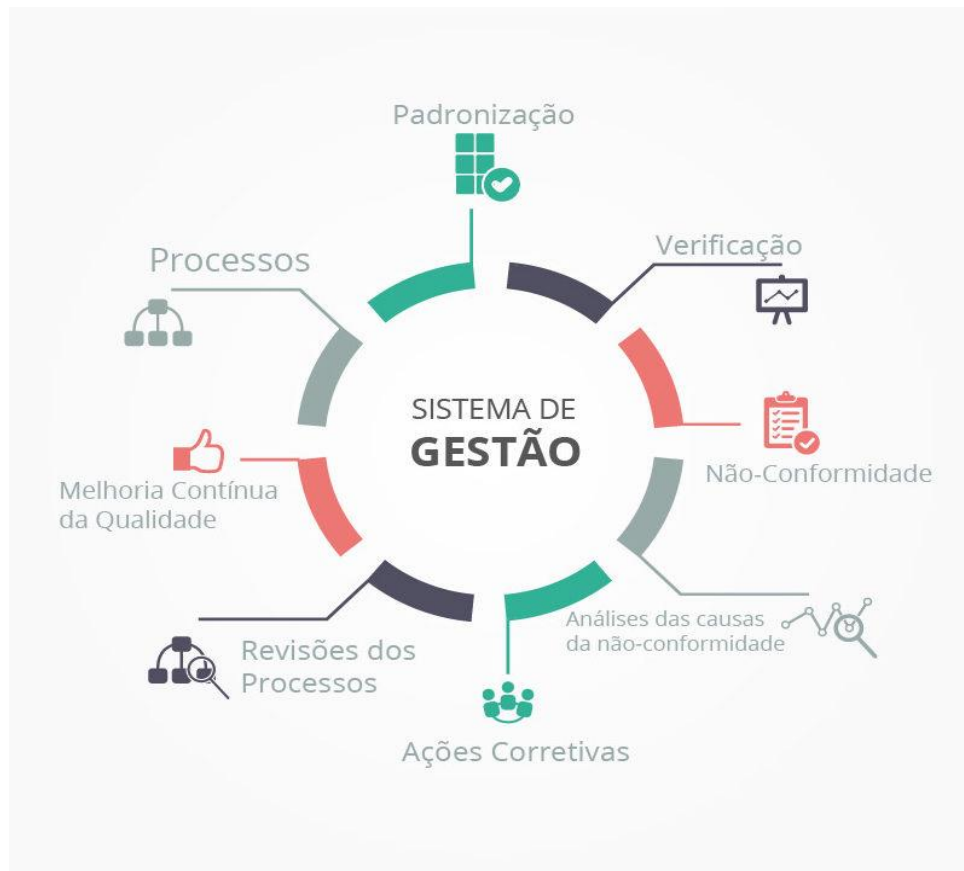 Padronização
Verificação
Processos
SISTEMA DE
GESTÃO
Não-Conformidade
Melhoria Contínua
da Qualidade
Análises das causas
da não-conformidade
Revisões dos
Processos
Ações Corretivas